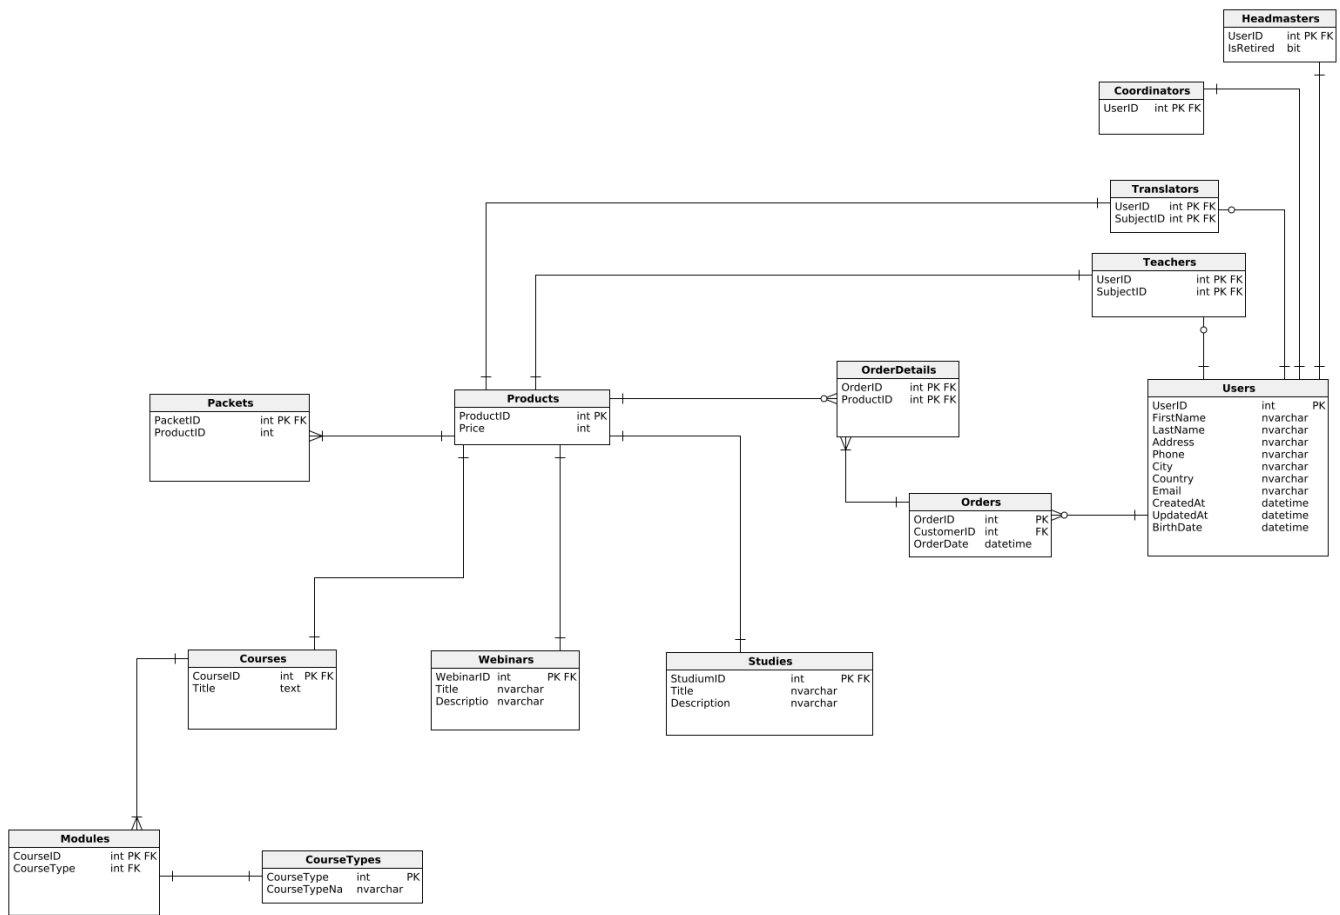 Headmasters
UserID int PK FK
IsRetired bit
Coordinators
UserID int PK FK
Translators
UserID int PK FK
SubjectID int PK FK
Teachers
UserID int PK FK
SubjectID int PK FK
OrderDetails
OrderID int PK FK
ProductID int PK FK
Users
UserID int PK
FirstName nvarchar
LastName nvarchar
Address nvarchar
Phone nvarchar
City nvarchar
Country nvarchar
Email nvarchar
CreatedAt datetime
UpdatedAt datetime
BirthDate datetime
Packets
PacketID int PK FK
ProductID int
Products
ProductID int PK
Price int
Orders
OrderID int PK
CustomerID int FK
OrderDate datetime
Courses
CourseID int PK FK
Title text
Webinars
WebinarID int PK FK
Title nvarchar
Descriptio nvarchar
Studies
StudiumID int PK FK
Title nvarchar
Description nvarchar
Modules
CourseID int PK FK
CourseType int FK
CourseTypes
CourseType int PK
CourseTypeNa nvarchar